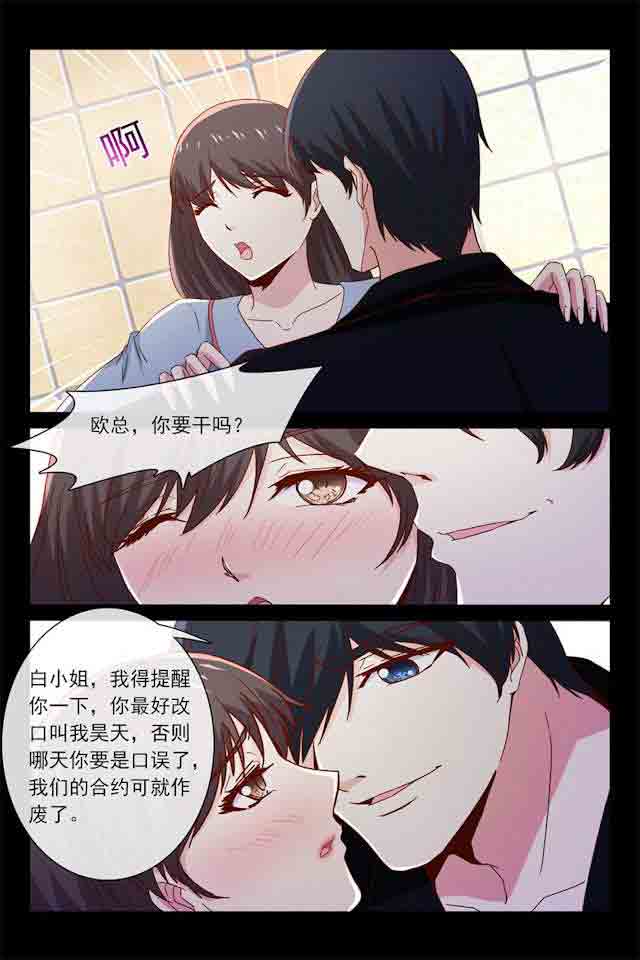 啊
欧总，你要干吗？
白小姐，我得提醒
你一下，你最好改
口叫我昊天，否则
哪天你要是口误了，
我们的合约可就作
废了。